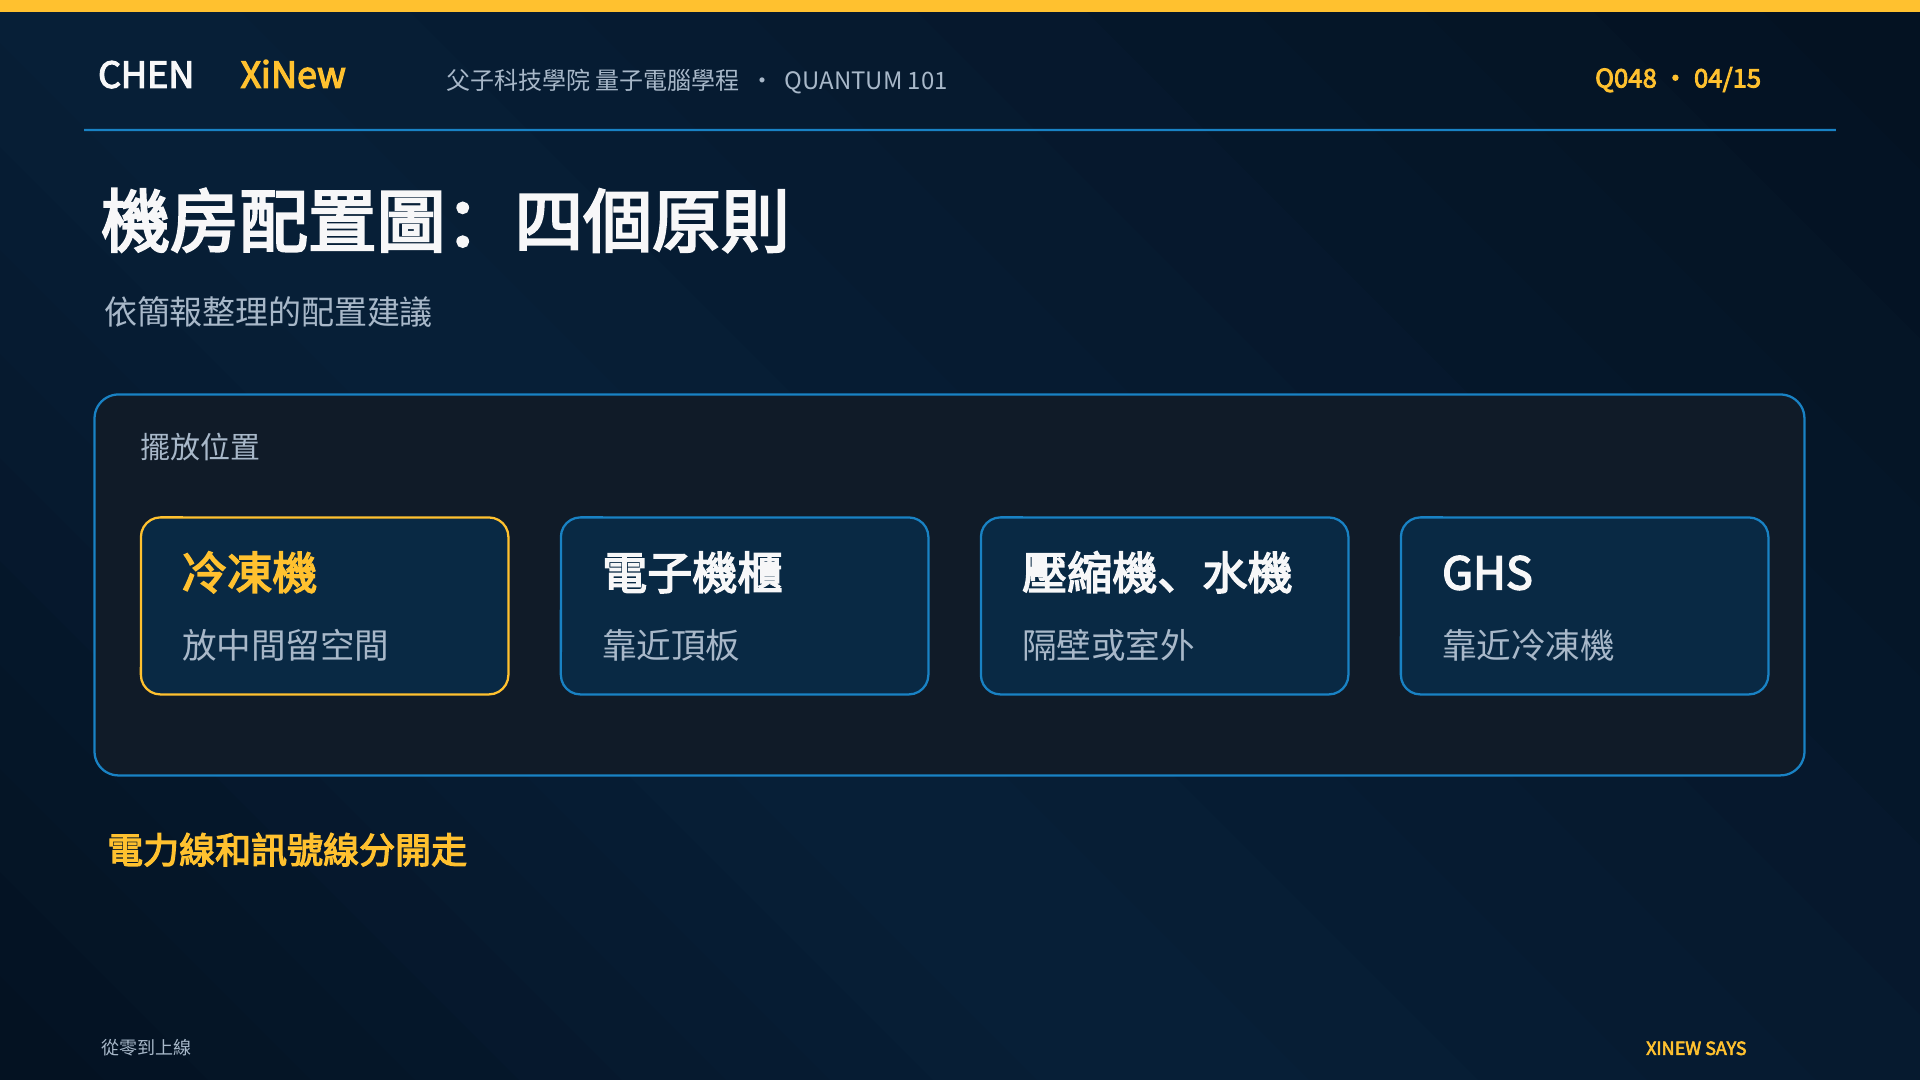 CHEN XiNew 父子科技學院 量子電腦學程 • QUANTUM 101 Q048 • 04/15
機房配置圖：四個原則
依簡報整理的配置建議
擺放位置
冷凍機
放中間留空間
電子機櫃
靠近頂板
壓縮機、水機
隔壁或室外
GHS
靠近冷凍機
電力線和訊號線分開走
從零到上線
XINEW SAYS